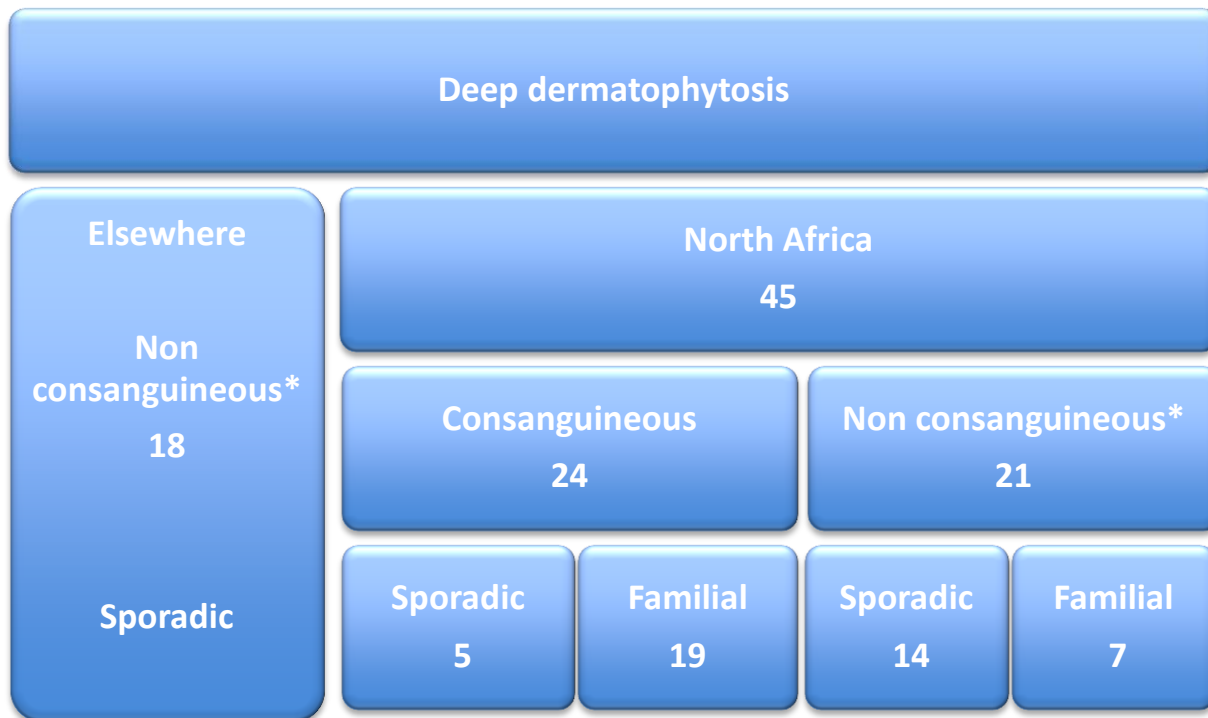 Deep dermatophytosis
Elsewhere
Non
consanguineous*
18
Sporadic
North Africa
45
Consanguineous
24
Non consanguineous*
21
Sporadic
5
Familial
19
Sporadic
14
Familial
7